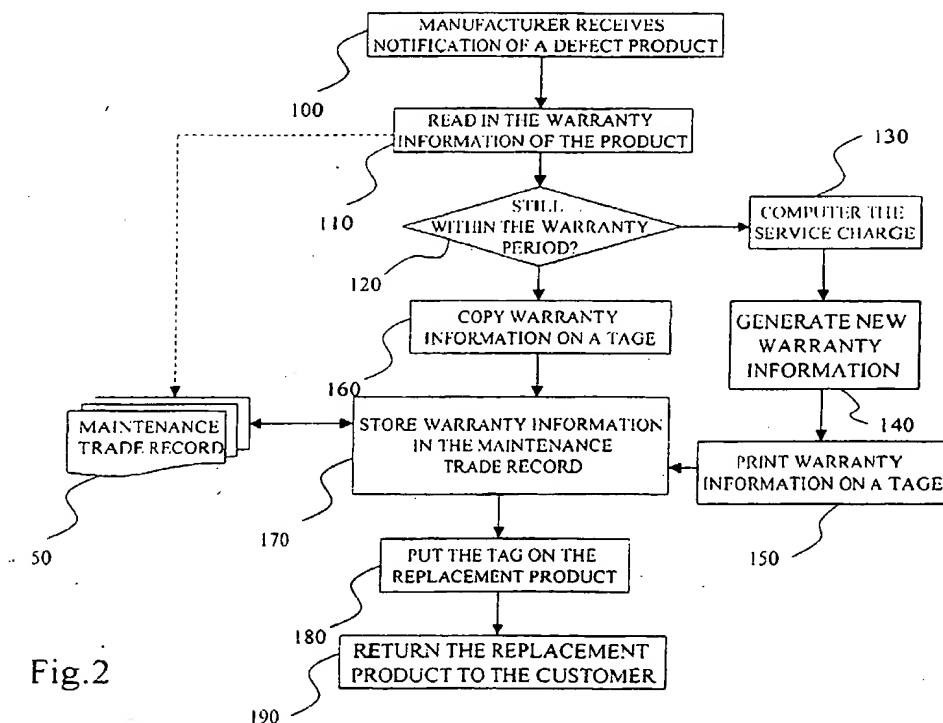 MANUFACTURER RECEIVES
NOTIFICATION OF A DEFECT PRODUCT
100
READ IN THE WARRANTY
INFORMATION OF THE PRODUCT
110
STILL
WITHIN THE WARRANTY
PERIOD?
120
130
COMPUTER THE
SERVICE CHARGE
COPY WARRANTY
INFORMATION ON A TAGE
160
GENERATE NEW
WARRANTY
INFORMATION
140
MAINTENANCE
TRADE RECORD
50
STORE WARRANTY INFORMATION
IN THE MAINTENANCE
TRADE RECORD
170
PRINT WARRANTY
INFORMATION ON A TAGE
150
PUT THE TAG ON THE
REPLACEMENT PRODUCT
180
RETURN THE REPLACEMENT
PRODUCT TO THE CUSTOMER
190
Fig.2